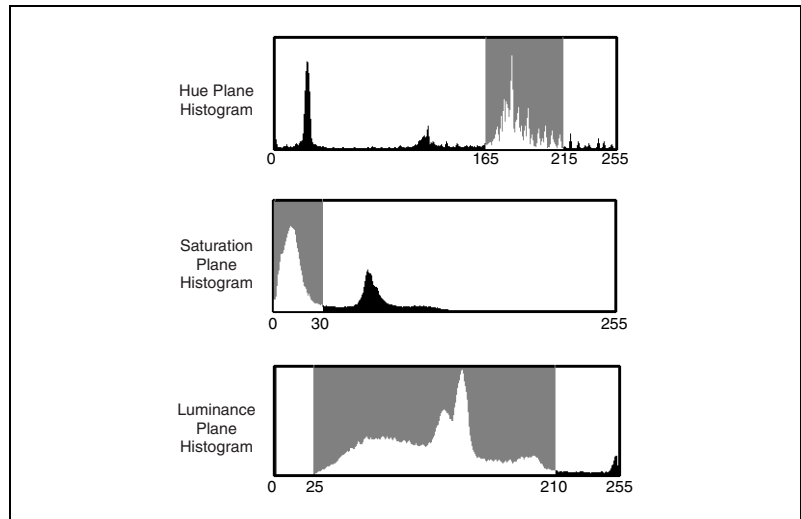 Hue Plane
Histogram
0 165 215 255
Saturation
Plane
Histogram
0 30 255
Luminance
Plane
Histogram
0 25 210 255